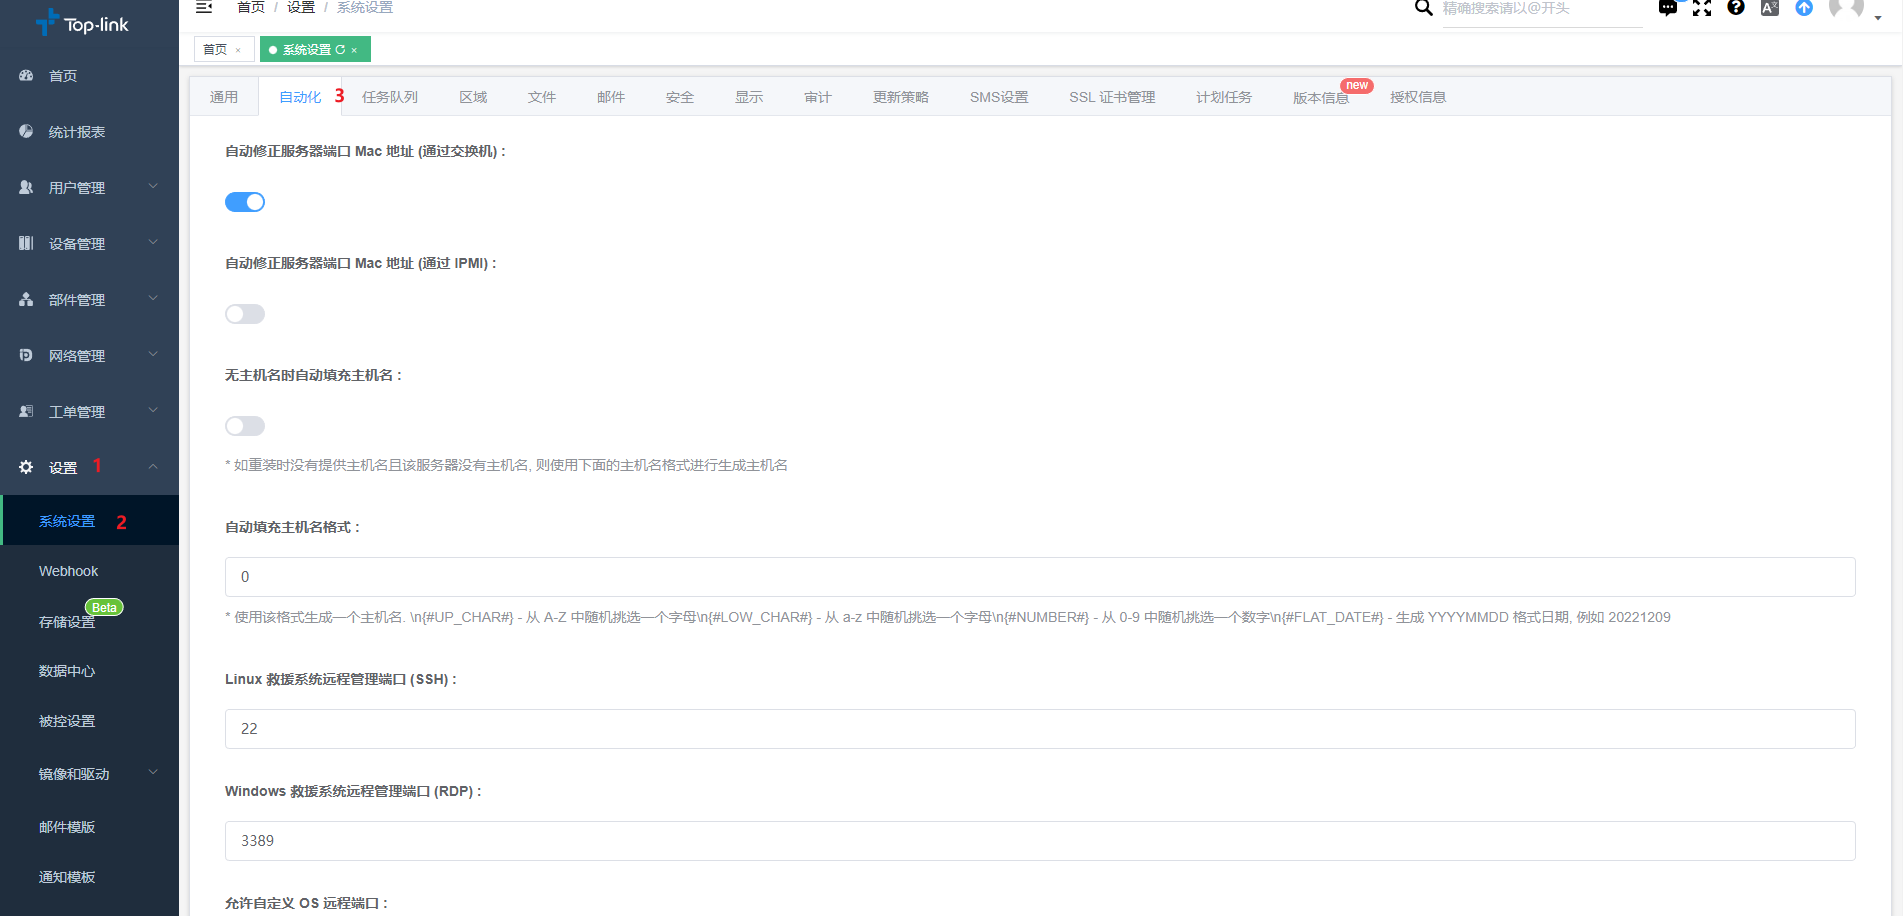 Top-link
首页 / 设置 / 系统设置
精确搜索请以@开头
首页 ×
系统设置 ×
首页
统计报表
用户管理
设备管理
部件管理
网络管理
工单管理
设置 1
系统设置 2
Webhook
Beta
存储设置
数据中心
被控设置
镜像和驱动
邮件模版
通知模板
通用 自动化 3 任务队列 区域 文件 邮件 安全 显示 审计 更新策略 SMS设置 SSL 证书管理 计划任务 版本信息 new 授权信息
自动修正服务器端口 Mac 地址 (通过交换机) :
自动修正服务器端口 Mac 地址 (通过 IPMI) :
无主机名时自动填充主机名 :
* 如重装时没有提供主机名且该服务器没有主机名, 则使用下面的主机名格式进行生成主机名
自动填充主机名格式 :
0
* 使用该格式生成一个主机名. \n{#UP_CHAR#} - 从 A-Z 中随机挑选一个字母\n{#LOW_CHAR#} - 从 a-z 中随机挑选一个字母\n{#NUMBER#} - 从 0-9 中随机挑选一个数字\n{#FLAT_DATE#} - 生成 YYYYMMDD 格式日期, 例如 20221209
Linux 救援系统远程管理端口 (SSH) :
22
Windows 救援系统远程管理端口 (RDP) :
3389
允许自定义 OS 远程端口 :